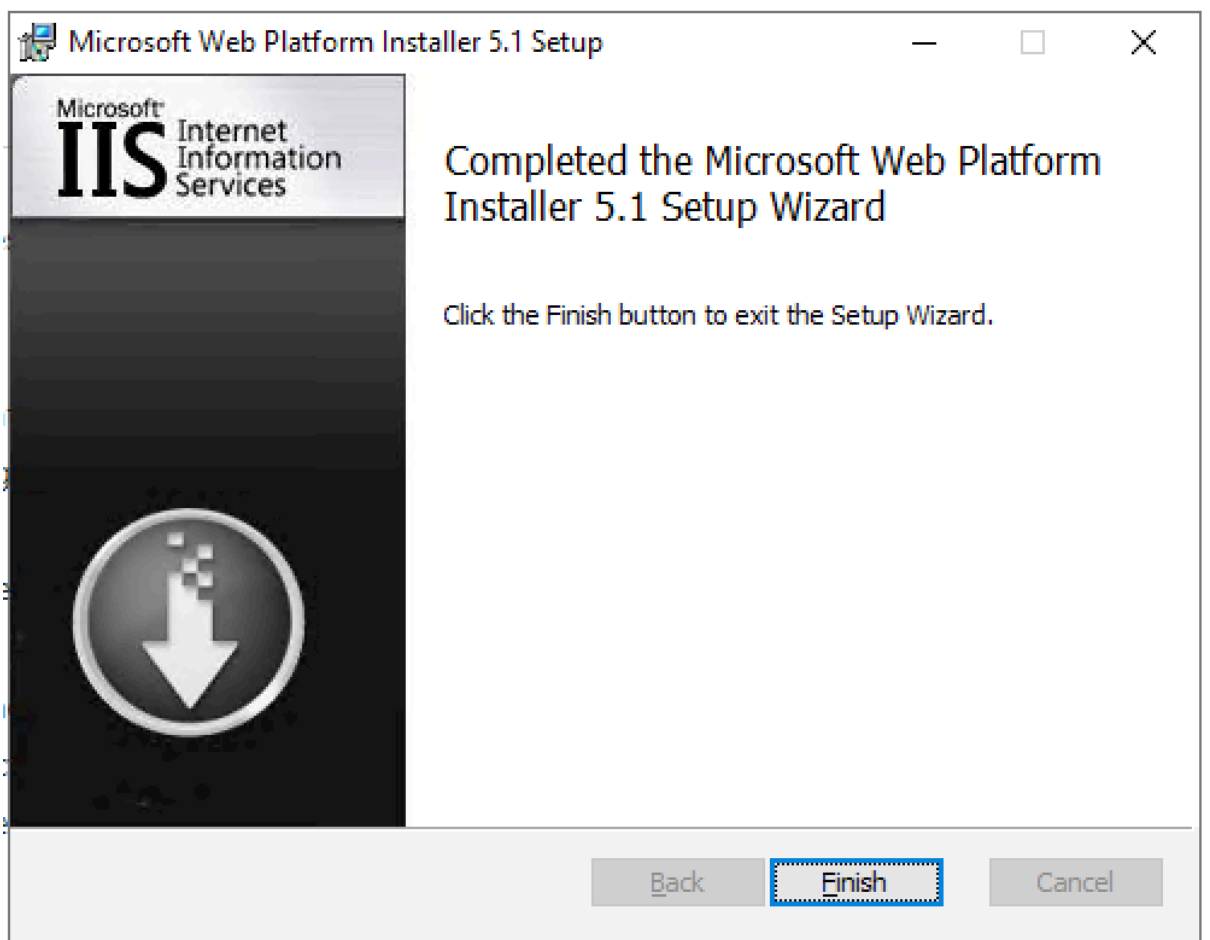 Microsoft Web Platform Installer 5.1 Setup
Microsoft
IIS Internet
Information
Services
Completed the Microsoft Web Platform
Installer 5.1 Setup Wizard
Click the Finish button to exit the Setup Wizard.
Back
Finish
Cancel